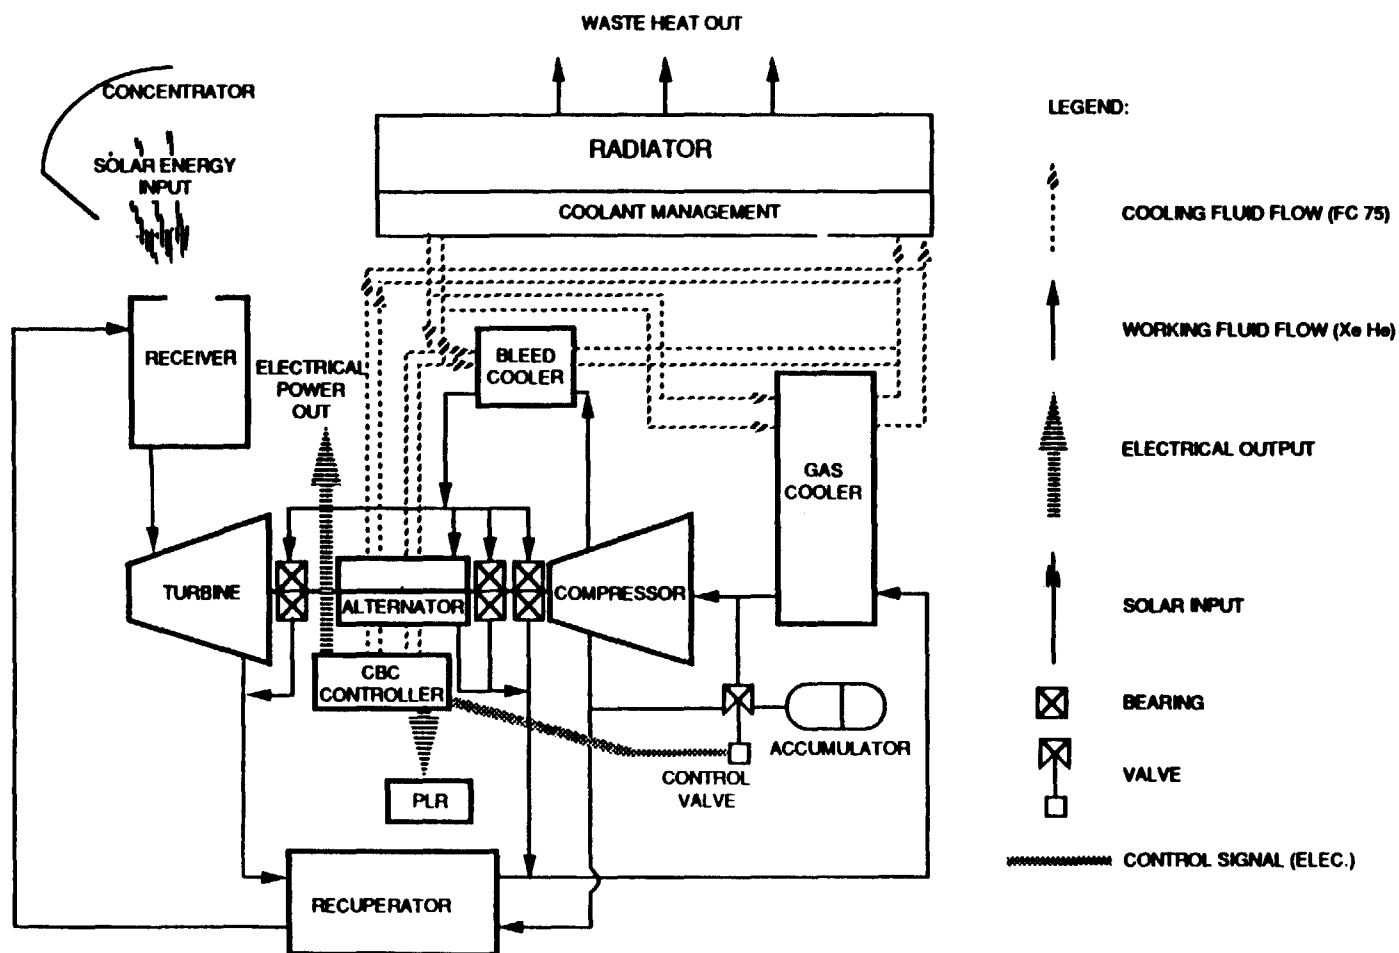 WASTE HEAT OUT
CONCENTRATOR
SOLAR ENERGY
INPUT
RADIATOR
COOLANT MANAGEMENT
RECEIVER
ELECTRICAL
POWER
OUT
BLEED
COOLER
GAS
COOLER
TURBINE
ALTERNATOR
COMPRESSOR
CBC
CONTROLLER
ACCUMULATOR
CONTROL
VALVE
PLR
RECUPERATOR
LEGEND:
COOLING FLUID FLOW (FC 75)
WORKING FLUID FLOW (Xe He)
ELECTRICAL OUTPUT
SOLAR INPUT
BEARING
VALVE
CONTROL SIGNAL (ELEC.)